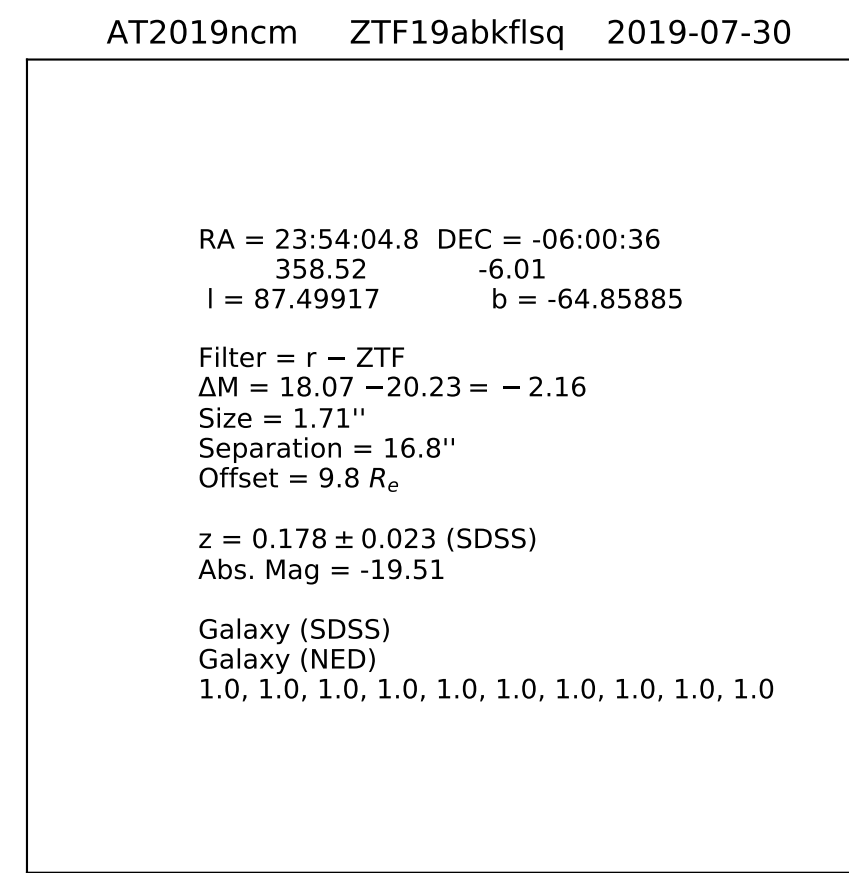 AT2019ncm ZTF19abkflsq 2019-07-30
RA = 23:54:04.8 DEC = -06:00:36
358.52 -6.01
l = 87.49917 b = -64.85885
Filter = r − ZTF
ΔM = 18.07 −20.23 = − 2.16
Size = 1.71''
Separation = 16.8''
Offset = 9.8 Rₑ
z = 0.178 ± 0.023 (SDSS)
Abs. Mag = -19.51
Galaxy (SDSS)
Galaxy (NED)
1.0, 1.0, 1.0, 1.0, 1.0, 1.0, 1.0, 1.0, 1.0, 1.0